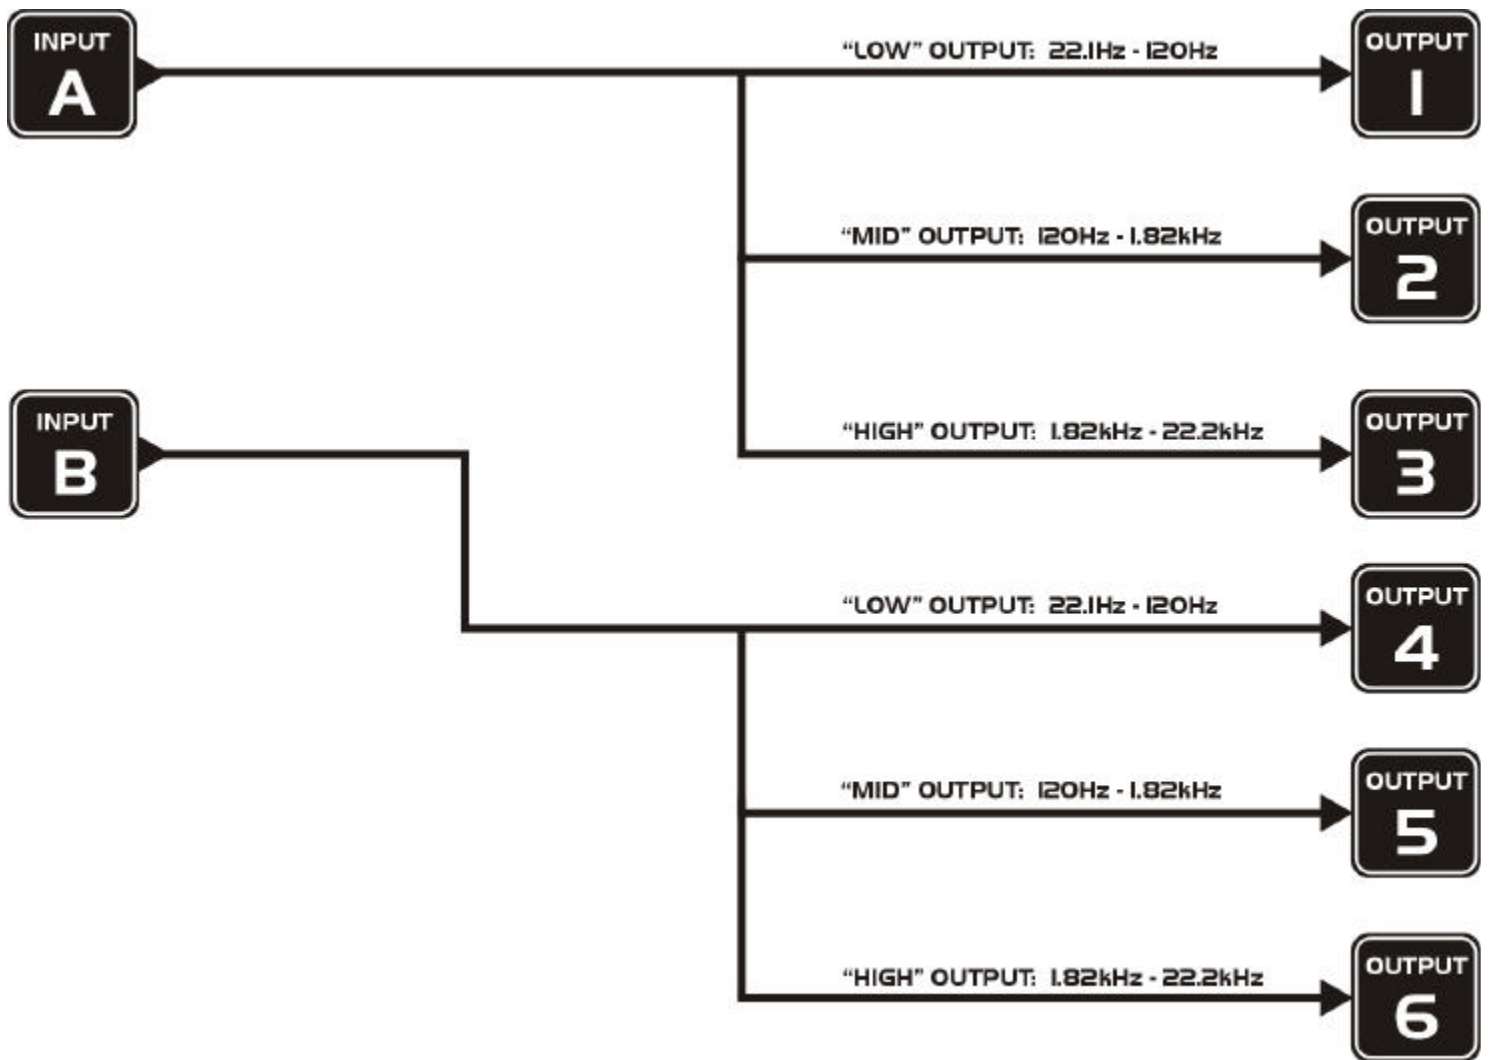 INPUT
A
“LOW” OUTPUT: 22.1Hz - 120Hz
OUTPUT
1
“MID” OUTPUT: 120Hz - 1.82kHz
OUTPUT
2
INPUT
B
“HIGH” OUTPUT: 1.82kHz - 22.2kHz
OUTPUT
3
“LOW” OUTPUT: 22.1Hz - 120Hz
OUTPUT
4
“MID” OUTPUT: 120Hz - 1.82kHz
OUTPUT
5
“HIGH” OUTPUT: 1.82kHz - 22.2kHz
OUTPUT
6